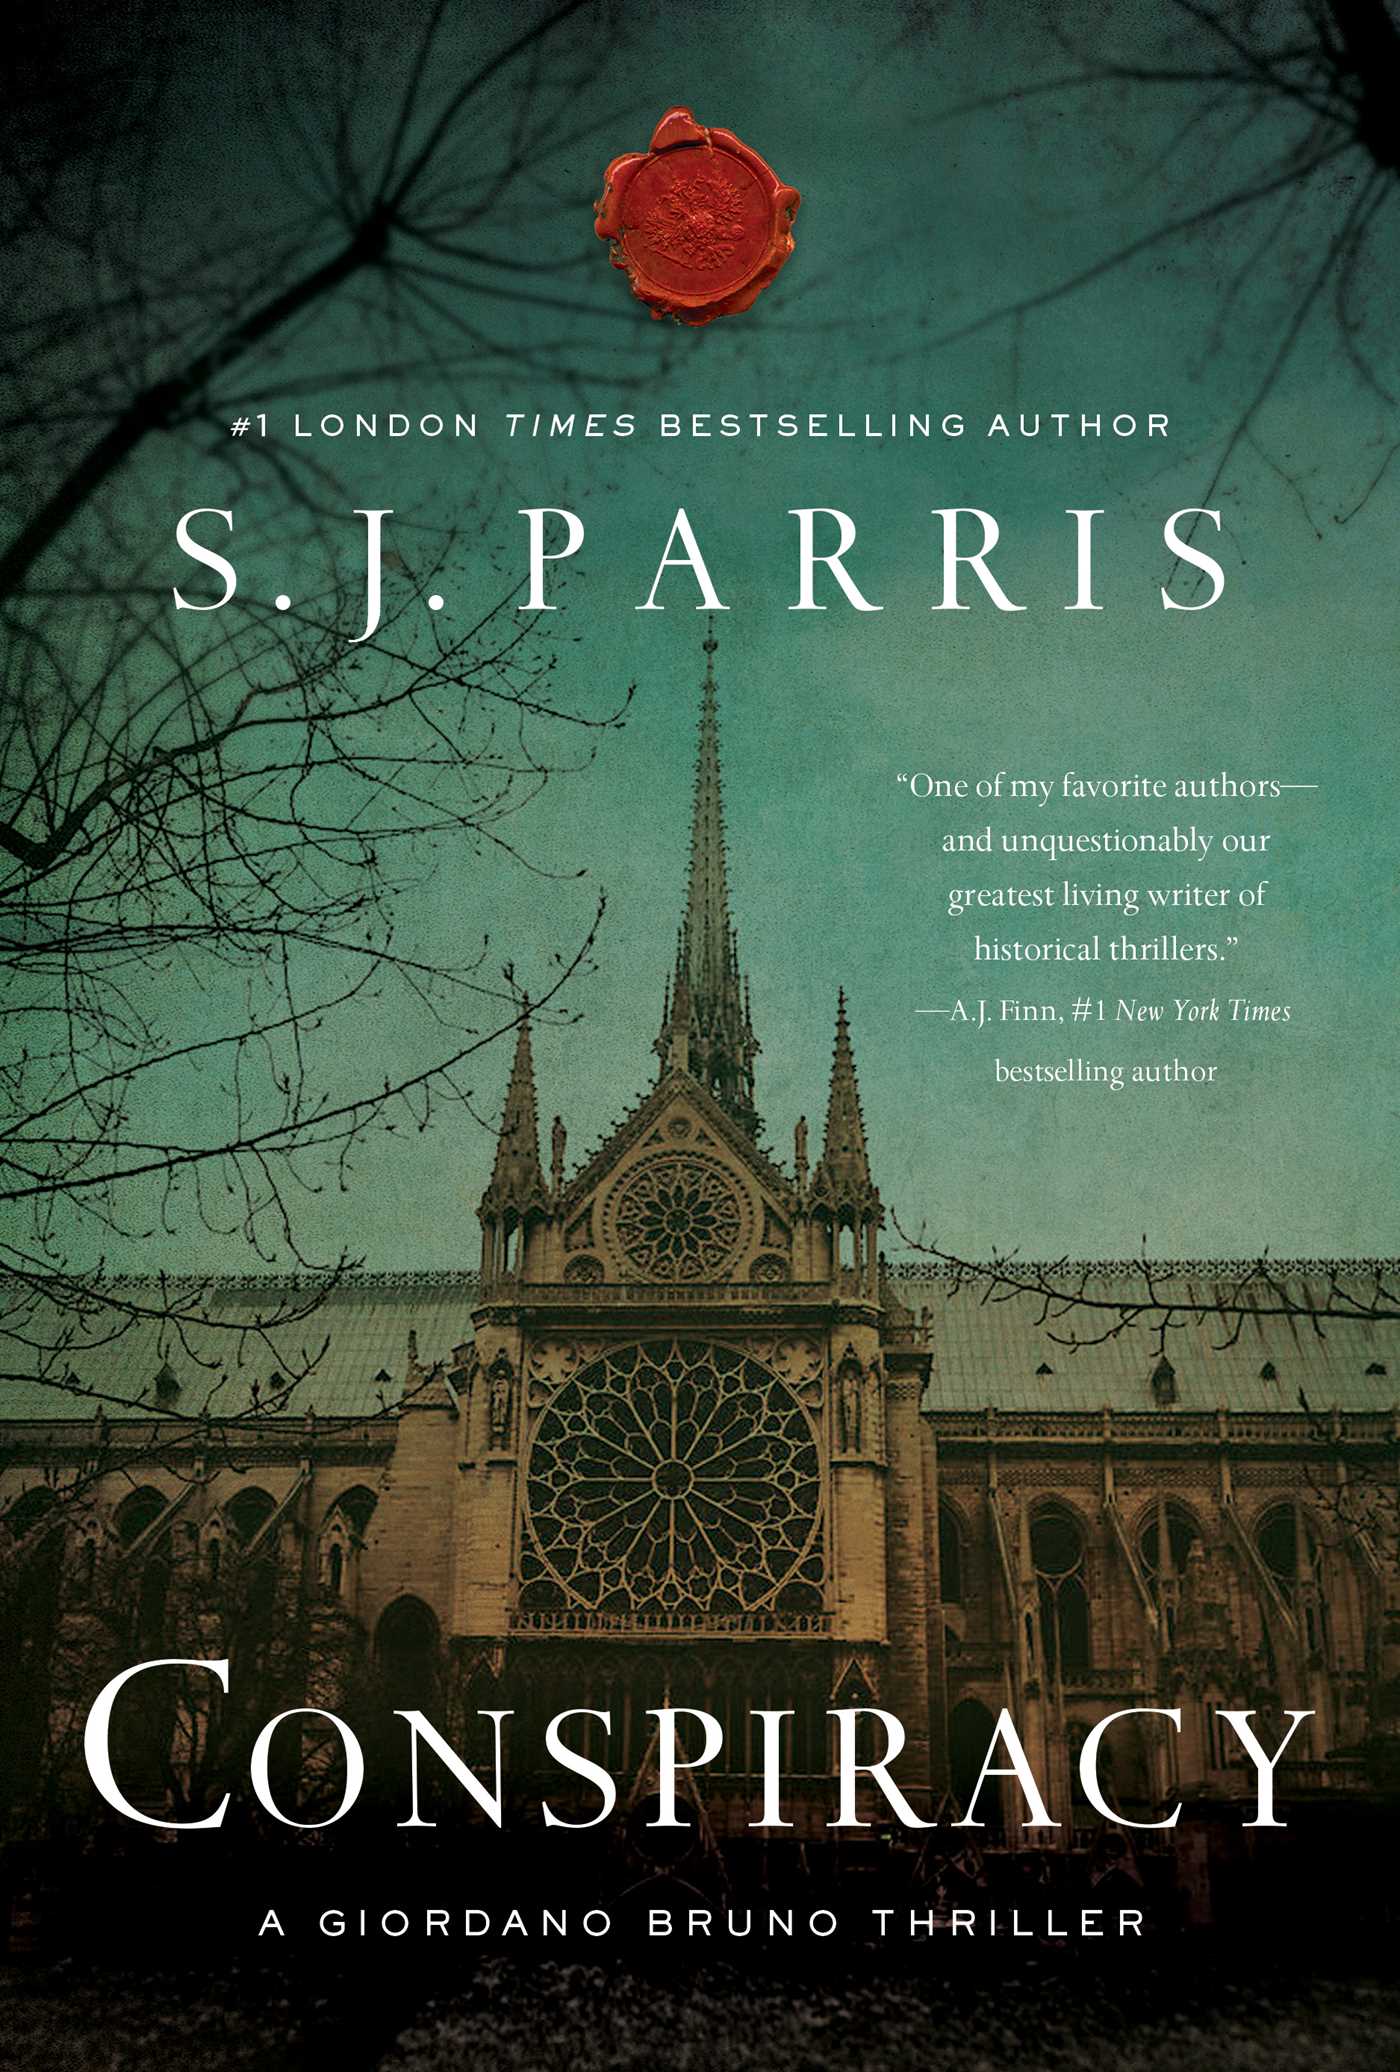 #1 LONDON TIMES BESTSELLING AUTHOR
S. J. PARRIS
“One of my favorite authors—
and unquestionably our
greatest living writer of
historical thrillers.”
—A.J. Finn, #1 New York Times
bestselling author
CONSPIRACY
A GIORDANO BRUNO THRILLER